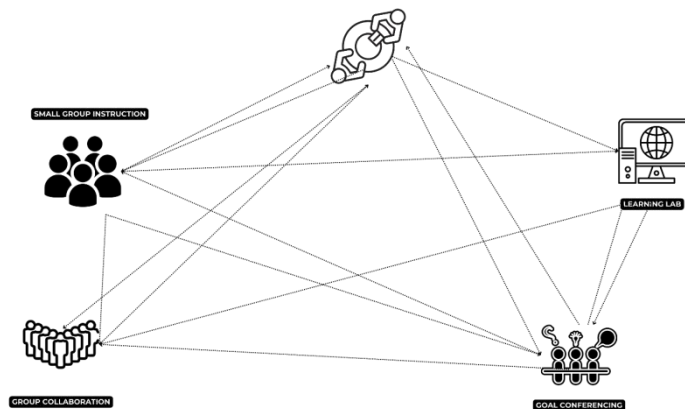 SMALL GROUP INSTRUCTION
LEARNING LAB
GROUP COLLABORATION
GOAL CONFERENCING